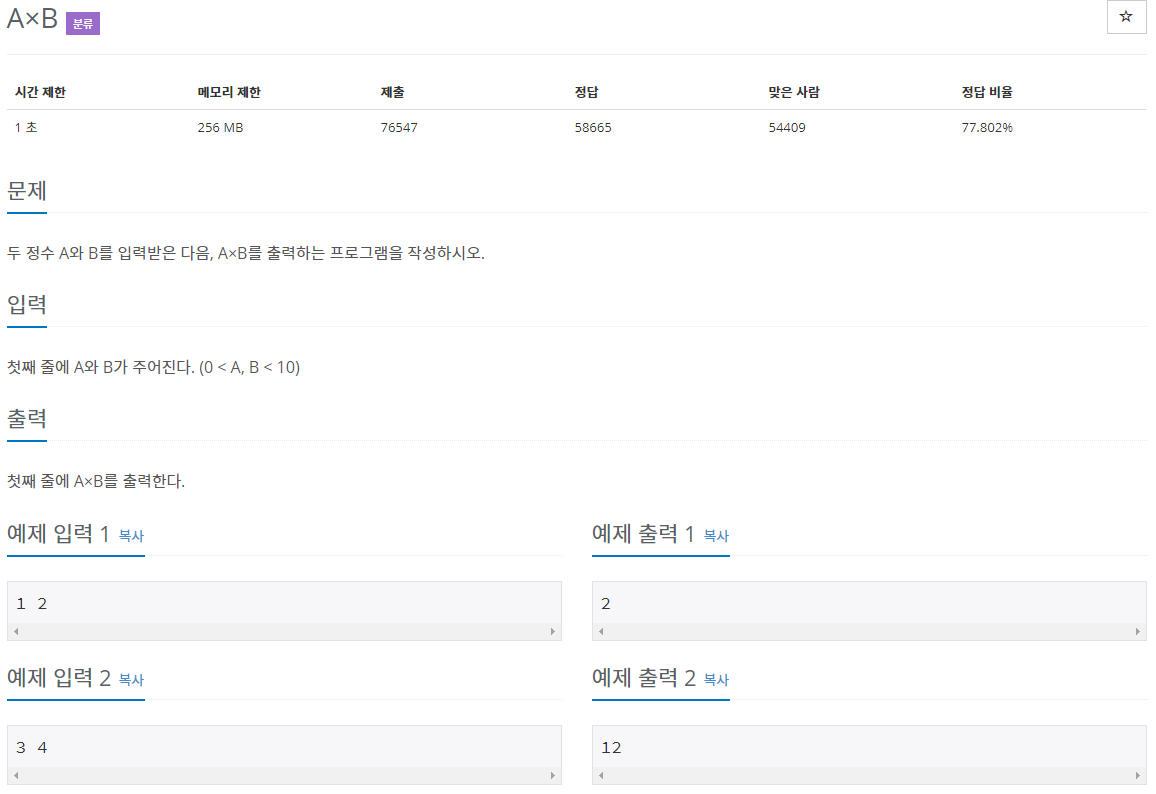 A×B 분류
☆
시간 제한 메모리 제한 제출 정답 맞은 사람 정답 비율
1 초 256 MB 76547 58665 54409 77.802%
문제
두 정수 A와 B를 입력받은 다음, A×B를 출력하는 프로그램을 작성하시오.
입력
첫째 줄에 A와 B가 주어진다. (0 < A, B < 10)
출력
첫째 줄에 A×B를 출력한다.
예제 입력 1 복사
1 2
예제 출력 1 복사
2
예제 입력 2 복사
3 4
예제 출력 2 복사
12